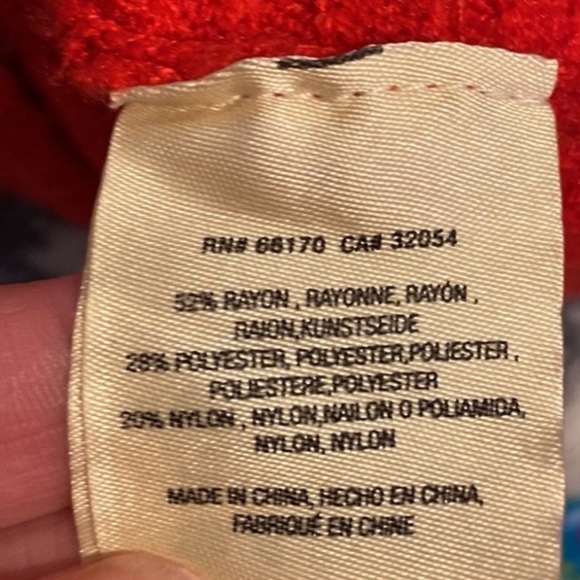 RN# 66170 CA# 32054
52% RAYON , RAYONNE, RAYÓN ,
RAION,KUNSTSEIDE
28% POLYESTER, POLYESTER,POLIESTER ,
POLIESTERE,POLYESTER
20% NYLON , NYLON,NAILON O POLIAMIDA,
NYLON, NYLON
MADE IN CHINA, HECHO EN CHINA,
FABRIQUÉ EN CHINE